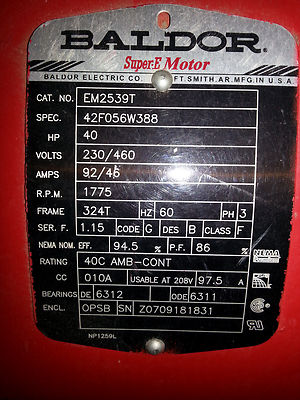 BALDOR
Super-E Motor
BALDOR ELECTRIC CO. FT.SMITH,AR.MFG.IN U.S.A.
CAT. NO. EM2539T
SPEC. 42F056W388
HP 40
VOLTS 230/460
AMPS 92/46
R.P.M. 1775
FRAME 324T HZ 60 PH 3
SER. F. 1.15 CODE G DES B CLASS F
NEMA NOM. EFF. 94.5 % P.F. 86 %
RATING 40C AMB-CONT
NEMA
CC 010A USABLE AT 208V 97.5 A
BEARINGS DE 6312 ODE 6311
ENCL. OPSB SN Z0709181831
NP1259L